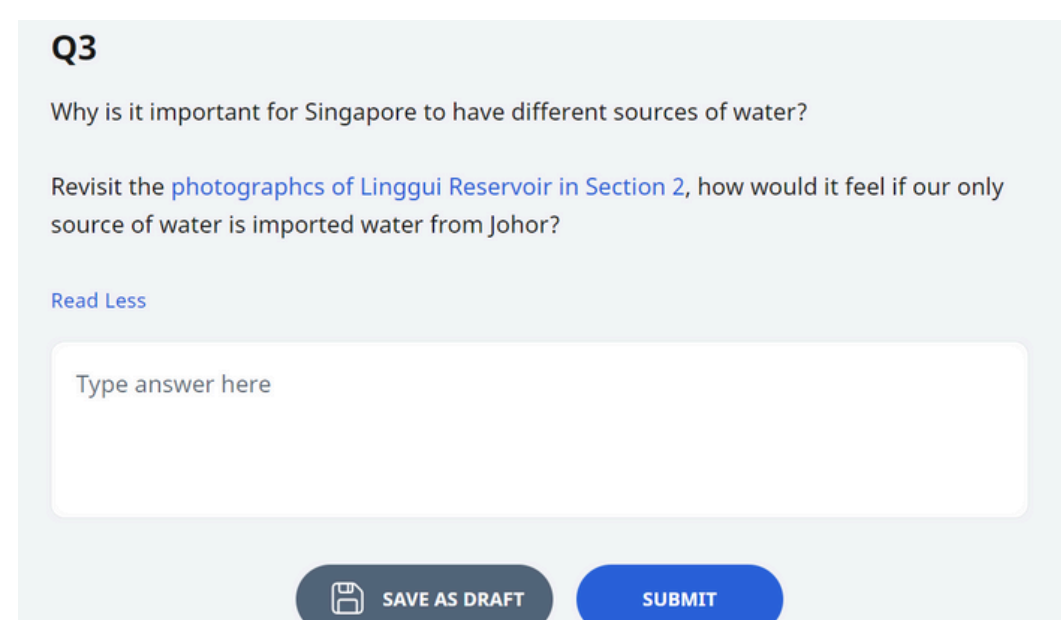 Q3
Why is it important for Singapore to have different sources of water?
Revisit the photographcs of Linggui Reservoir in Section 2, how would it feel if our only
source of water is imported water from Johor?
Read Less
Type answer here
SAVE AS DRAFT
SUBMIT